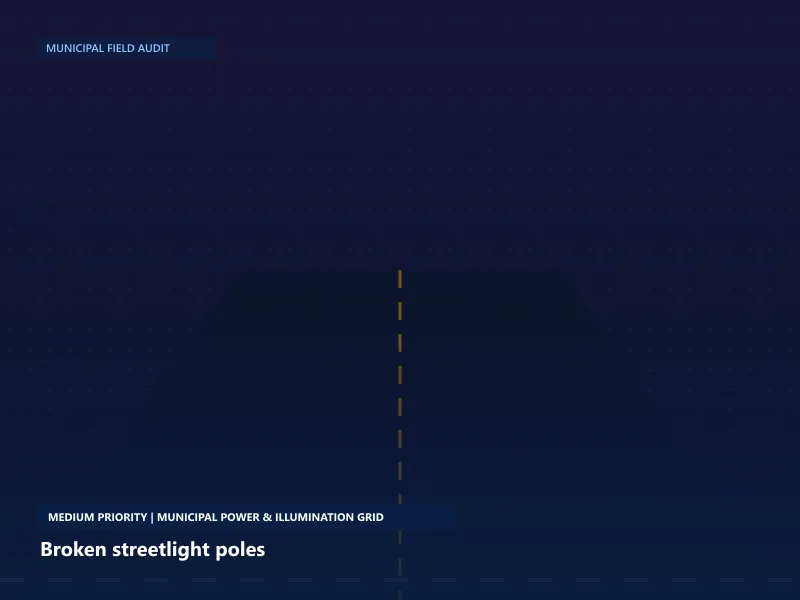 MUNICIPAL FIELD AUDIT
MEDIUM PRIORITY | MUNICIPAL POWER & ILLUMINATION GRID
Broken streetlight poles